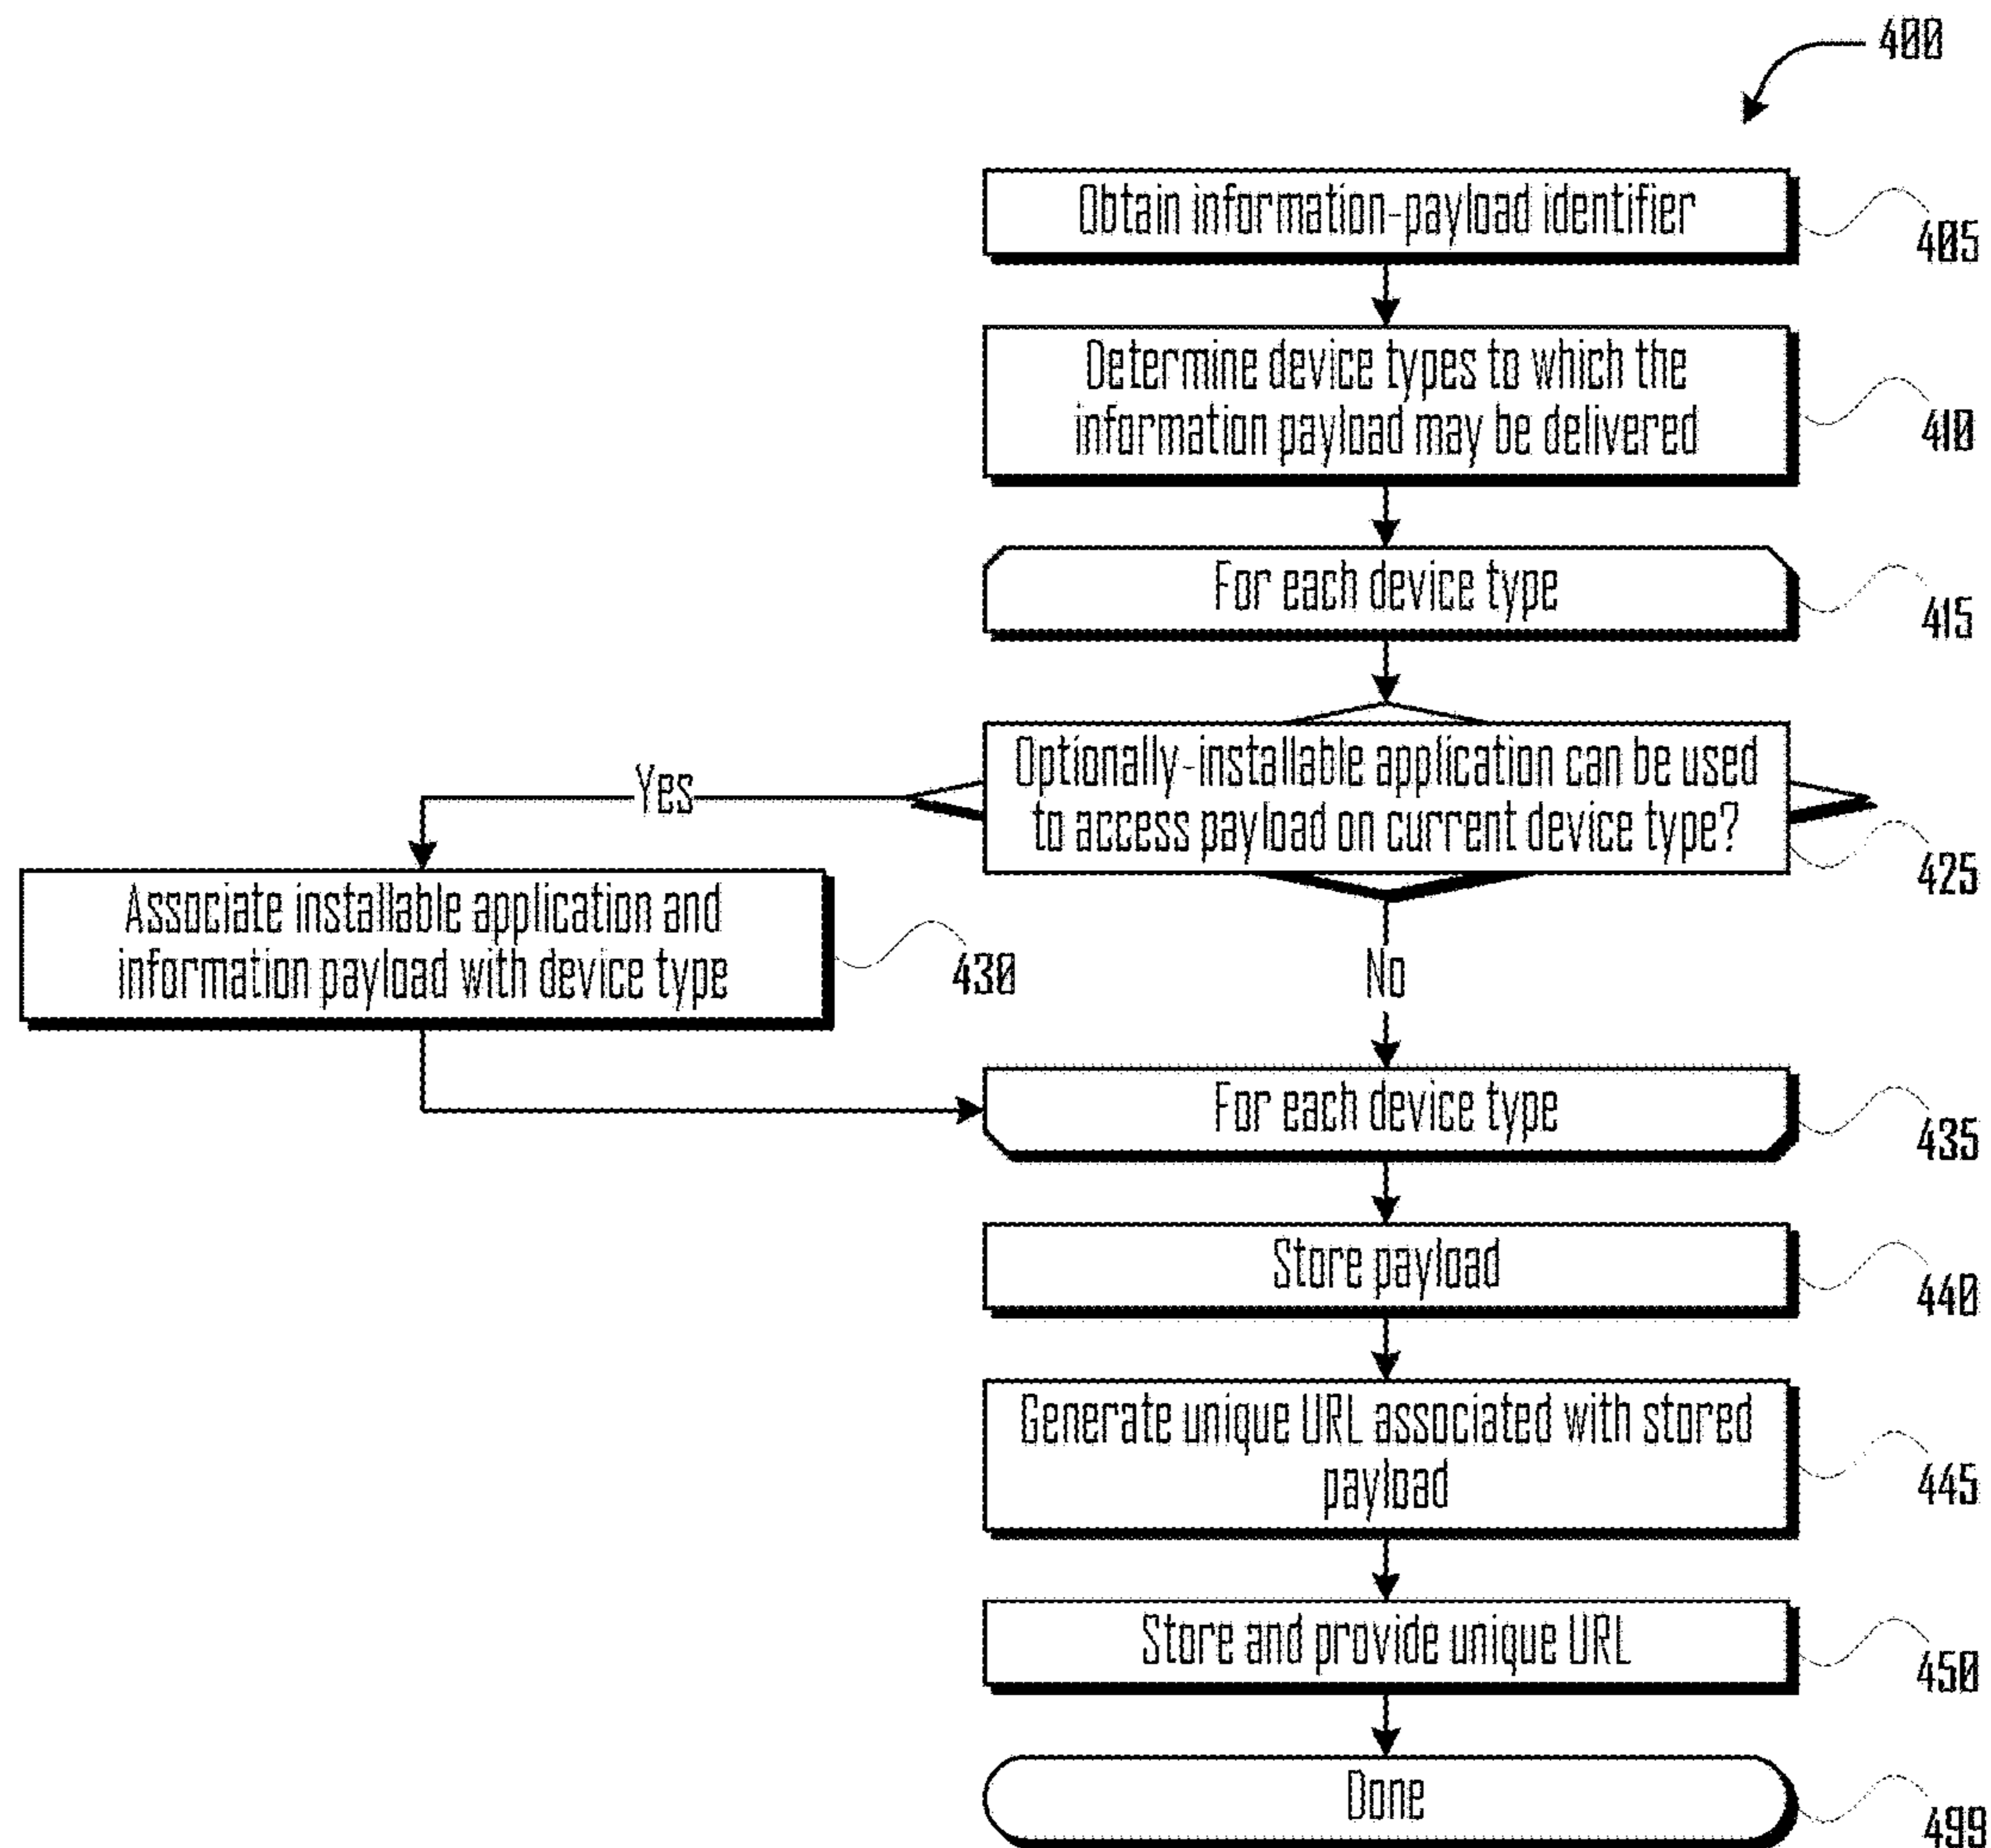 400
Obtain information-payload identifier
405
Determine device types to which the
information payload may be delivered
410
For each device type
415
Optionally-installable application can be used
to access payload on current device type?
425
Yes
Associate installable application and
information payload with device type
430
No
For each device type
435
Store payload
440
Generate unique URL associated with stored
payload
445
Store and provide unique URL
450
Done
499